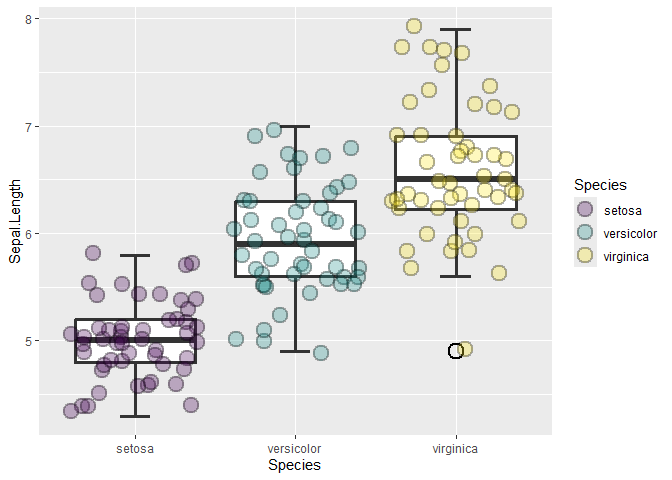 8
7
6
5
Sepal.Length
setosa
versicolor
virginica
Species
Species
setosa
versicolor
virginica